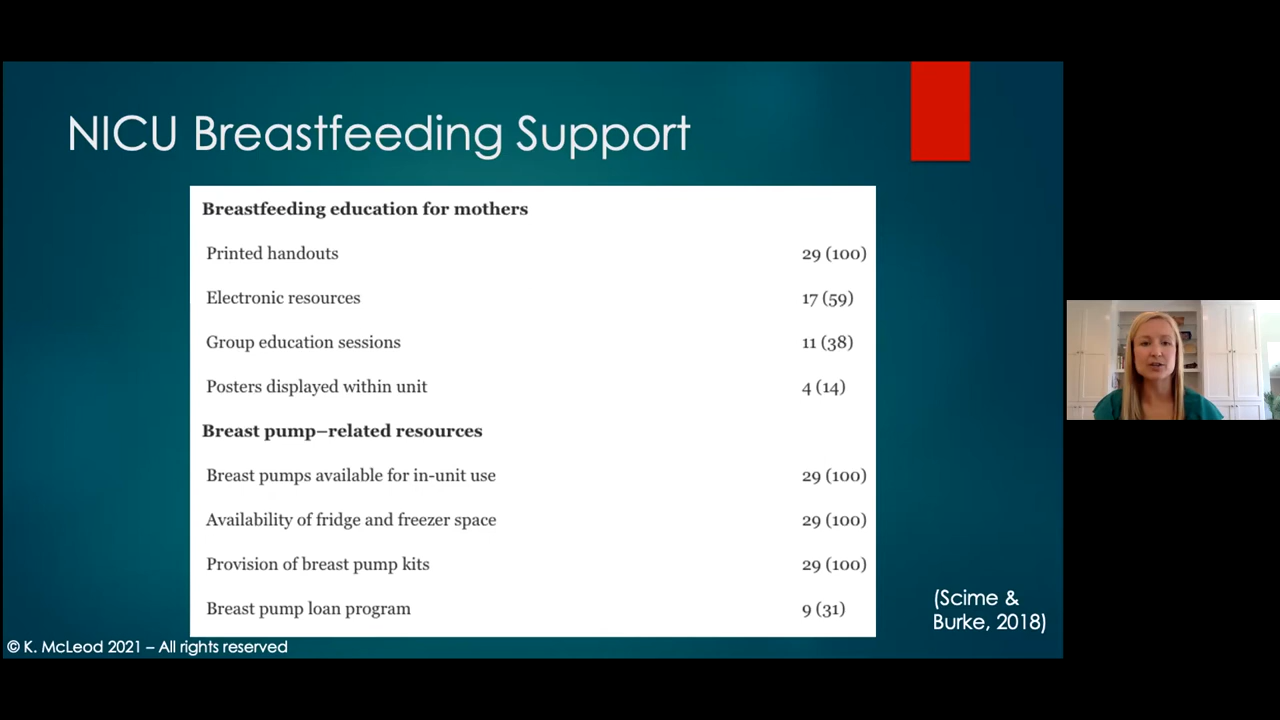 NICU Breastfeeding Support
Breastfeeding education for mothers
Printed handouts 29 (100)
Electronic resources 17 (59)
Group education sessions 11 (38)
Posters displayed within unit 4 (14)
Breast pump–related resources
Breast pumps available for in-unit use 29 (100)
Availability of fridge and freezer space 29 (100)
Provision of breast pump kits 29 (100)
Breast pump loan program 9 (31)
(Scime &
Burke, 2018)
© K. McLeod 2021 – All rights reserved